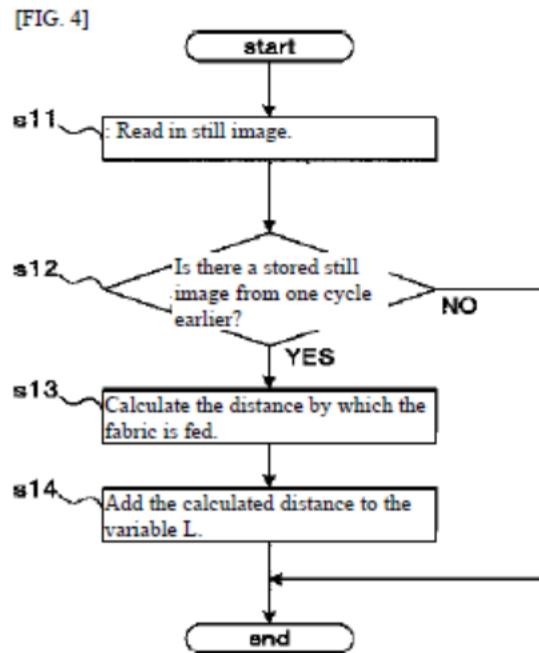 [FIG. 4]
start
s11
: Read in still image.
s12
Is there a stored still
image from one cycle
earlier?
NO
YES
s13
Calculate the distance by which the
fabric is fed.
s14
Add the calculated distance to the
variable L.
end